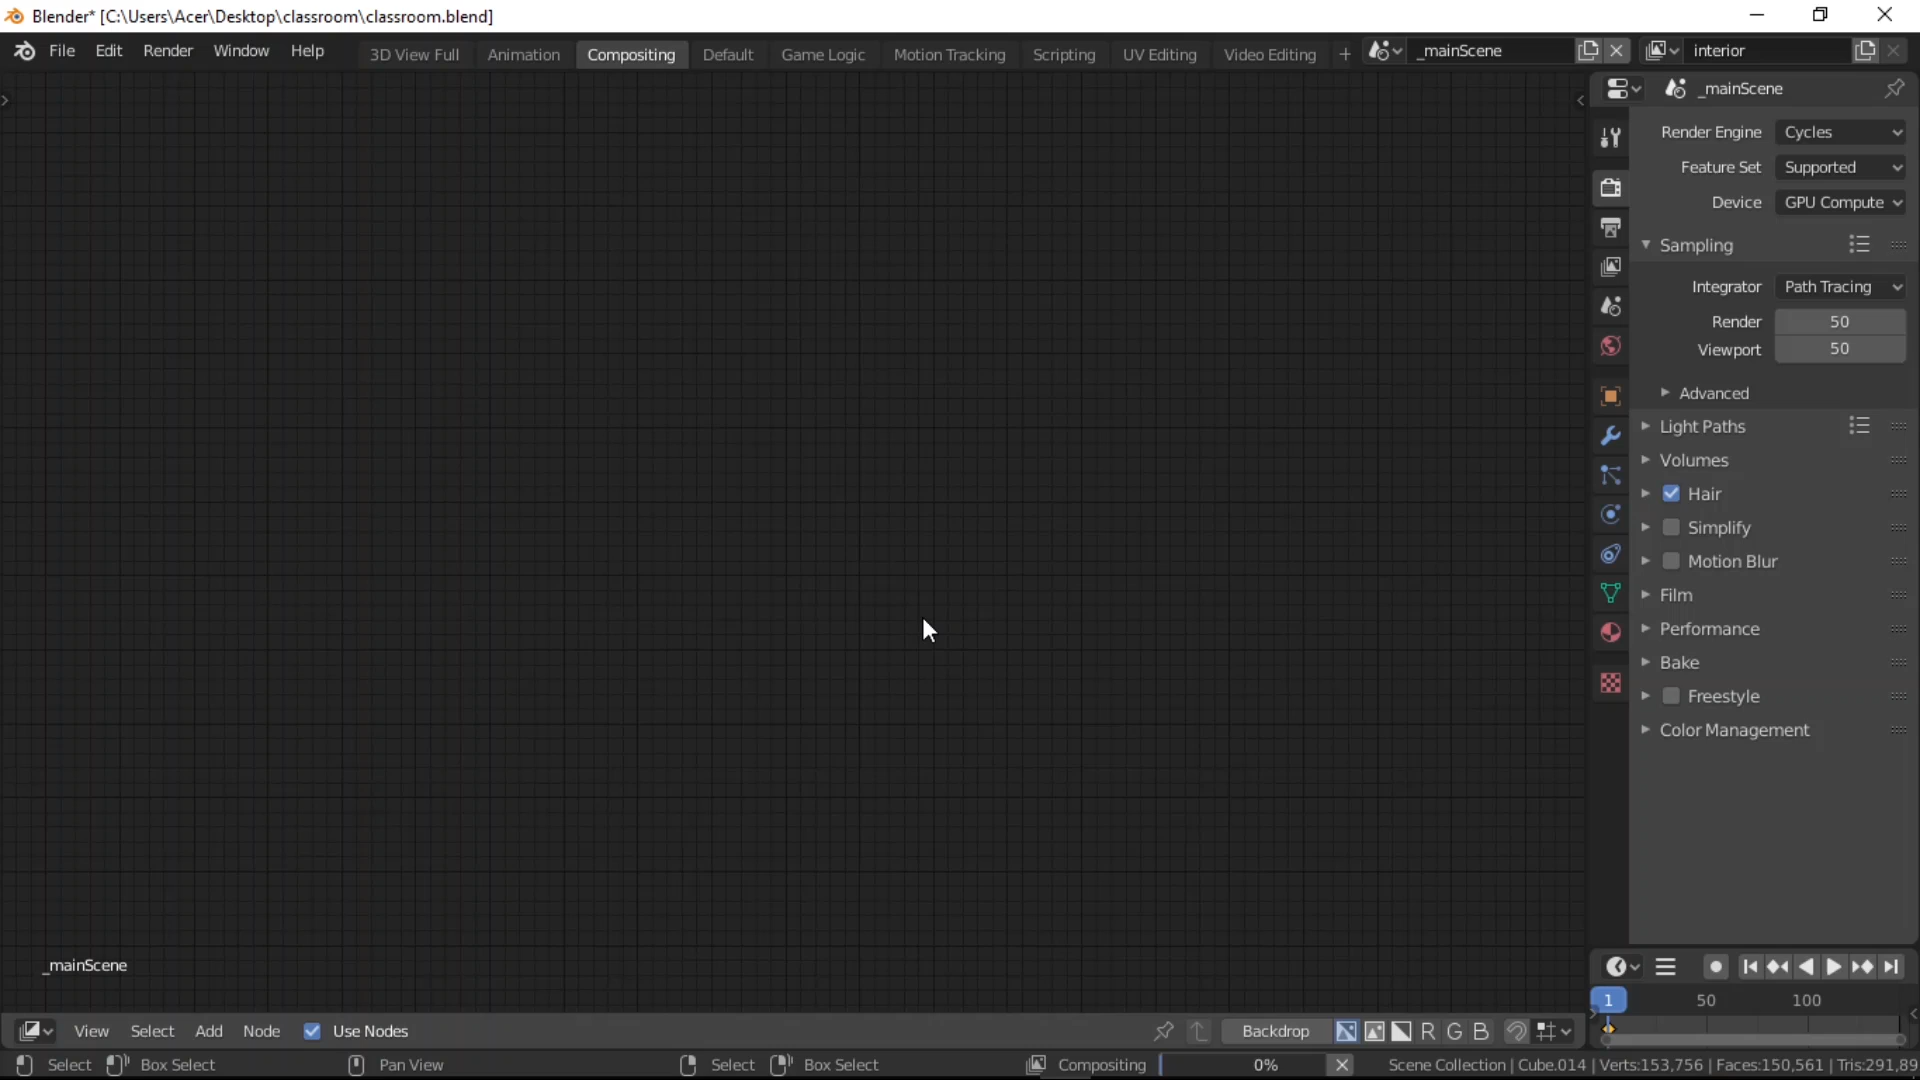 Blender* [C:\Users\Acer\Desktop\classroom\classroom.blend]
File Edit Render Window Help 3D View Full Animation Compositing Default Game Logic Motion Tracking Scripting UV Editing Video Editing + _mainScene interior
_mainScene
Render Engine Cycles
Feature Set Supported
Device GPU Compute
Sampling
Integrator Path Tracing
Render 50
Viewport 50
Advanced
Light Paths
Volumes
Hair
Simplify
Motion Blur
Film
Performance
Bake
Freestyle
Color Management
_mainScene
1 50 100
View Select Add Node Use Nodes Backdrop R G B
Select Box Select Pan View Select Box Select Compositing 0% Scene Collection | Cube.014 | Verts:153,756 | Faces:150,561 | Tris:291,89